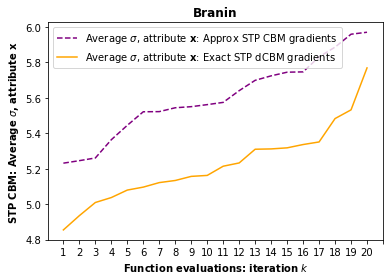 Branin
Average σ, attribute x: Approx STP CBM gradients
Average σ, attribute x: Exact STP dCBM gradients
STP CBM: Average σ, attribute x
6.0
5.8
5.6
5.4
5.2
5.0
4.8
1 2 3 4 5 6 7 8 9 10 11 12 13 14 15 16 17 18 19 20
Function evaluations: iteration k